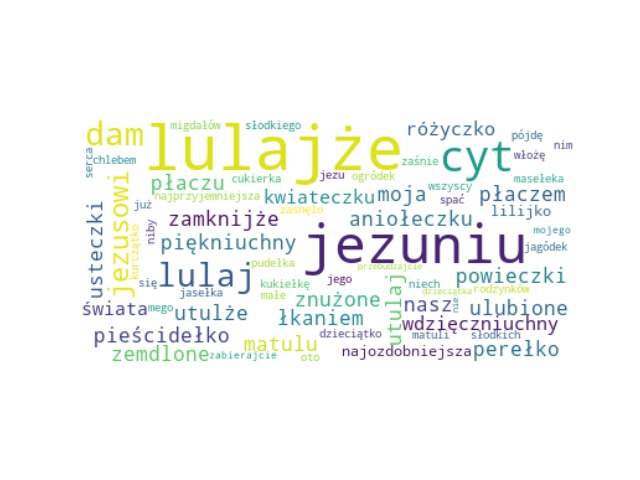 migdałów słodkiego
dam lulajże różyczko pójdę nim
serca chlebem cyt włożę
zaśnie
płaczu cukierka jezu ogródek masełeka
jezusowi najprzyjemniejsza kwiateczku moja wszyscy płaczem
spać
usteczki już zamknijże zasnęło aniołeczku lilijko
kurczątko niby mojego
piękniuchny jezuniu jagódek
lulaj pudełka przebudzajcie powieczki
się kukiełkę jego niech
jasełka małe znużone utulaj dzieciątka rodzynków
świata mego utulże łkaniem nasz nie ulubione
wdzięczniuchny
pieścidełko matulu dzieciątko matuli słodkich
zemdlone zabierajcie oto najozdobniejsza perełko